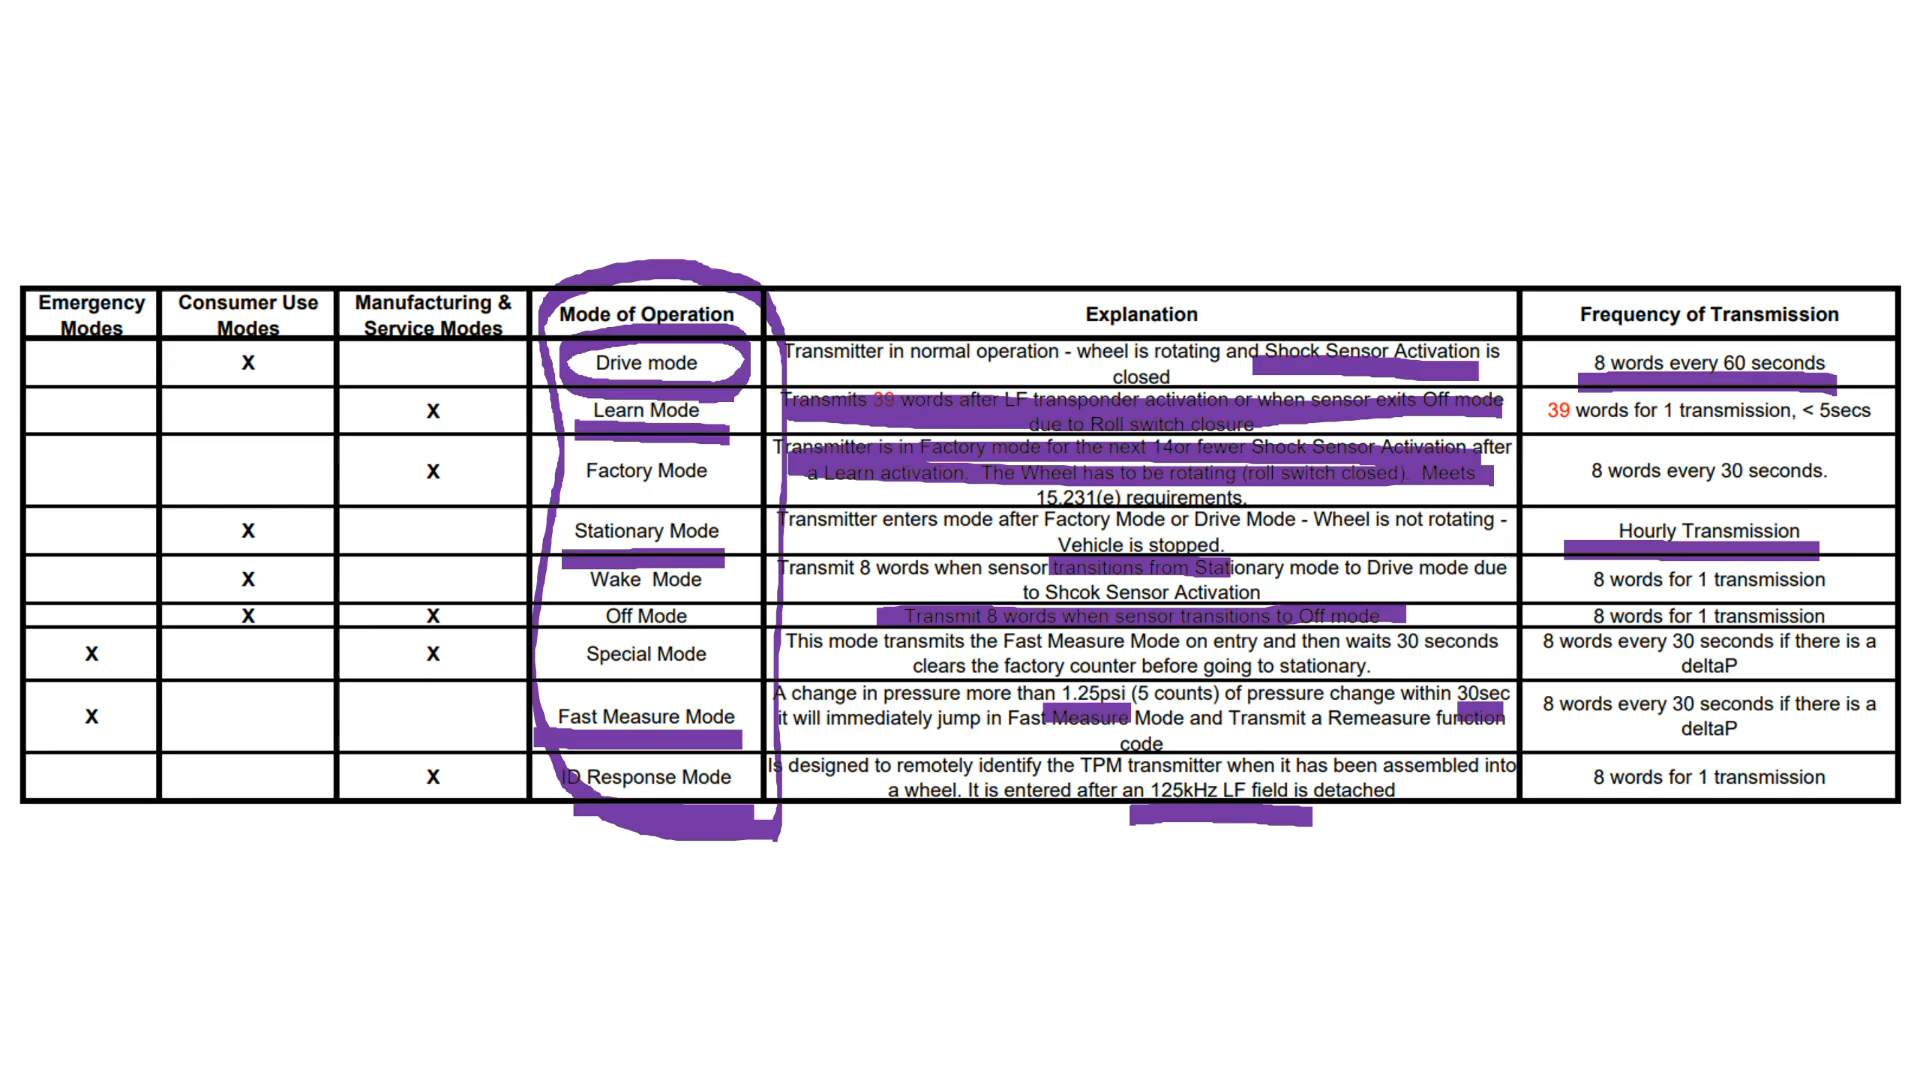 Emergency Modes
Consumer Use Modes
Manufacturing & Service Modes
Mode of Operation
Explanation
Frequency of Transmission
X
Drive mode
Transmitter in normal operation - wheel is rotating and Shock Sensor Activation is
closed
8 words every 60 seconds
X
Learn Mode
Transmits 39 words after LF transponder activation or when sensor exits Off mode
due to Roll switch closure
39 words for 1 transmission, < 5secs
X
Factory Mode
Transmitter is in Factory mode for the next 14or fewer Shock Sensor Activation after
a Learn activation. The Wheel has to be rotating (roll switch closed). Meets
15.231(e) requirements.
8 words every 30 seconds.
X
Stationary Mode
Transmitter enters mode after Factory Mode or Drive Mode - Wheel is not rotating -
Vehicle is stopped.
Hourly Transmission
X
Wake Mode
Transmit 8 words when sensor transitions from Stationary mode to Drive mode due
to Shcok Sensor Activation
8 words for 1 transmission
X
X
Off Mode
Transmit 8 words when sensor transitions to Off mode
8 words for 1 transmission
X
X
Special Mode
This mode transmits the Fast Measure Mode on entry and then waits 30 seconds
clears the factory counter before going to stationary.
8 words every 30 seconds if there is a
deltaP
X
Fast Measure Mode
A change in pressure more than 1.25psi (5 counts) of pressure change within 30sec
it will immediately jump in Fast Measure Mode and Transmit a Remeasure function
code
8 words every 30 seconds if there is a
deltaP
X
ID Response Mode
Is designed to remotely identify the TPM transmitter when it has been assembled into
a wheel. It is entered after an 125kHz LF field is detached
8 words for 1 transmission